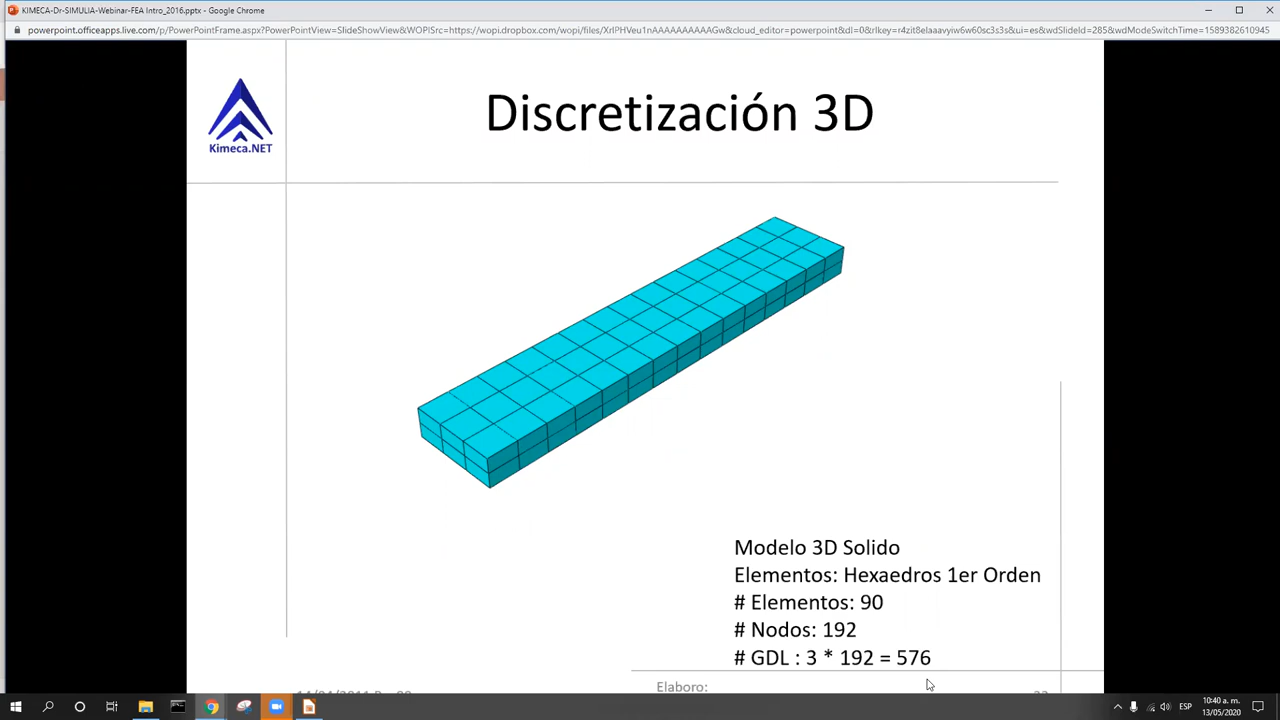 KIMECA-Dr-SIMULIA-Webinar-FEA Intro_2016.pptx - Google Chrome
Kimeca.NET
Discretización 3D
Modelo 3D Solido
Elementos: Hexaedros 1er Orden
# Elementos: 90
# Nodos: 192
# GDL : 3 * 192 = 576
Elaboro:
ESP
10:40 a. m.
13/05/2020